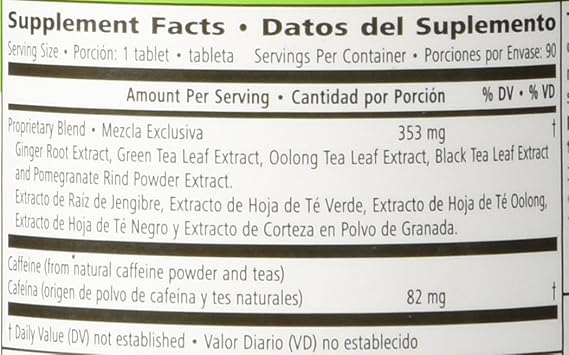 Supplement Facts • Datos del Suplemento
Serving Size • Porción: 1 tablet • tableta Servings Per Container • Porciones por Envase: 90
Amount Per Serving • Cantidad por Porción % DV • % VD
Proprietary Blend • Mezcla Exclusiva 353 mg †
Ginger Root Extract, Green Tea Leaf Extract, Oolong Tea Leaf Extract, Black Tea Leaf Extract
and Pomegranate Rind Powder Extract.
Extracto de Raíz de Jengibre, Extracto de Hoja de Té Verde, Extracto de Hoja de Té Oolong,
Extracto de Hoja de Té Negro y Extracto de Corteza en Polvo de Granada.
Caffeine (from natural caffeine powder and teas)
Cafeína (origen de polvo de cafeína y tes naturales) 82 mg †
† Daily Value (DV) not established • Valor Diario (VD) no establecido